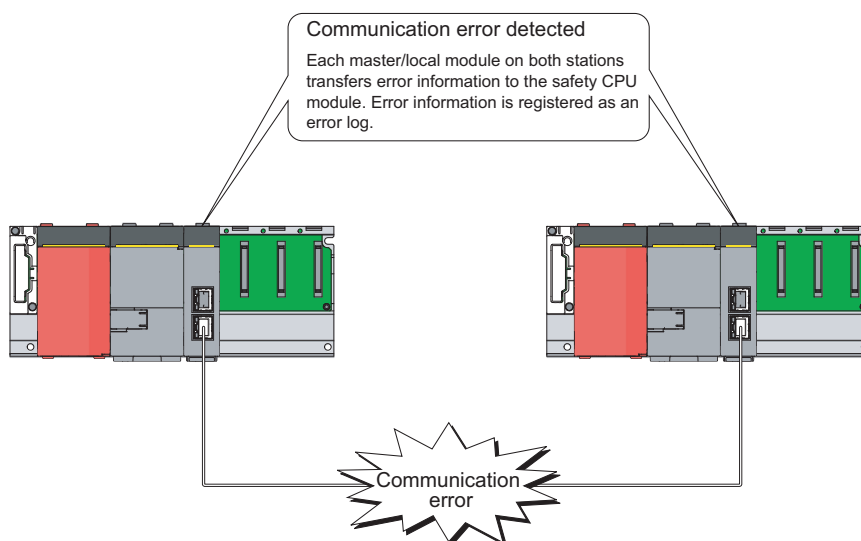 Communication error detected
Each master/local module on both stations
transfers error information to the safety CPU
module. Error information is registered as an
error log.
Communication
error